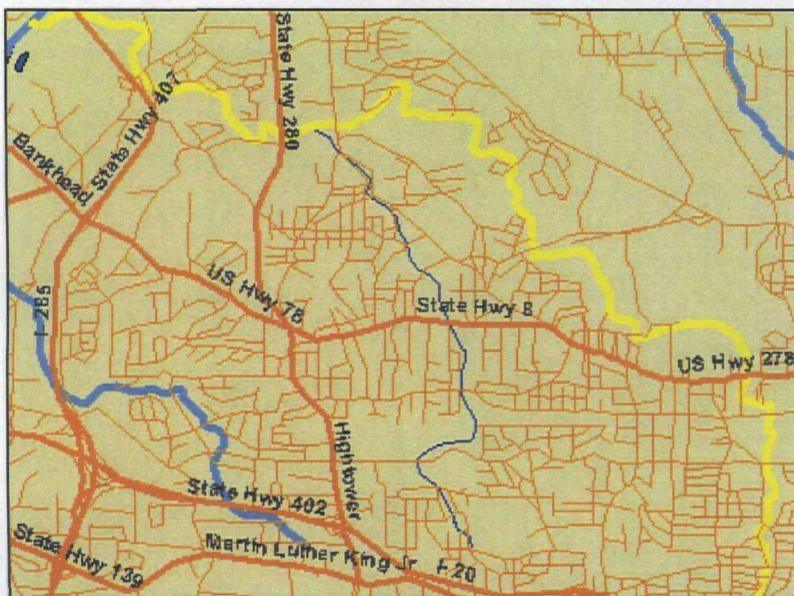 State Hwy 280
State Hwy 407
Bankhead
US Hwy 78
I 285
State Hwy 8
US Hwy 278
Hightower
State Hwy 402
Martin Luther King Jr
I-20
State Hwy 139